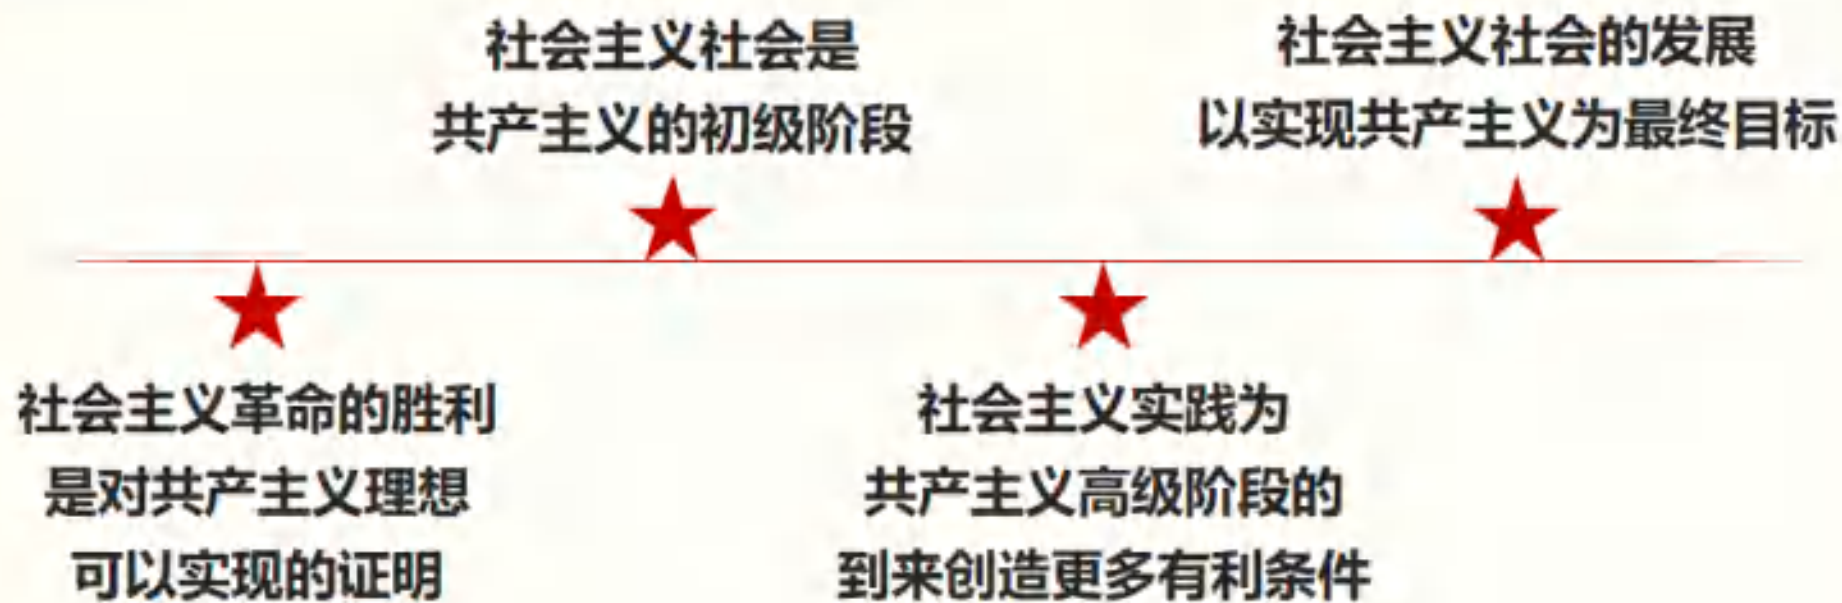 社会主义革命的胜利
是对共产主义理想
可以实现的证明
社会主义社会是
共产主义的初级阶段
社会主义实践为
共产主义高级阶段的
到来创造更多有利条件
社会主义社会的发展
以实现共产主义为最终目标